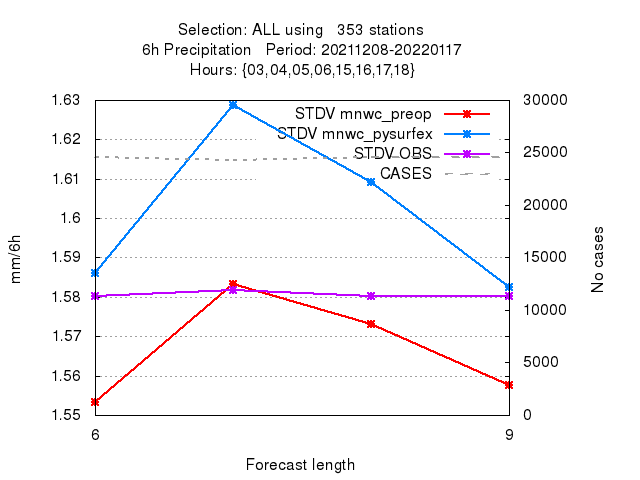 Selection: ALL using   353 stations
6h Precipitation   Period: 20211208-20220117
Hours: {03,04,05,06,15,16,17,18}
1.63
1.62
1.61
1.6
1.59
1.58
1.57
1.56
1.55
mm/6h
STDV mnwc_preop
STDV mnwc_pysurfex
STDV OBS
CASES
30000
25000
20000
15000
10000
5000
0
No cases
6
9
Forecast length